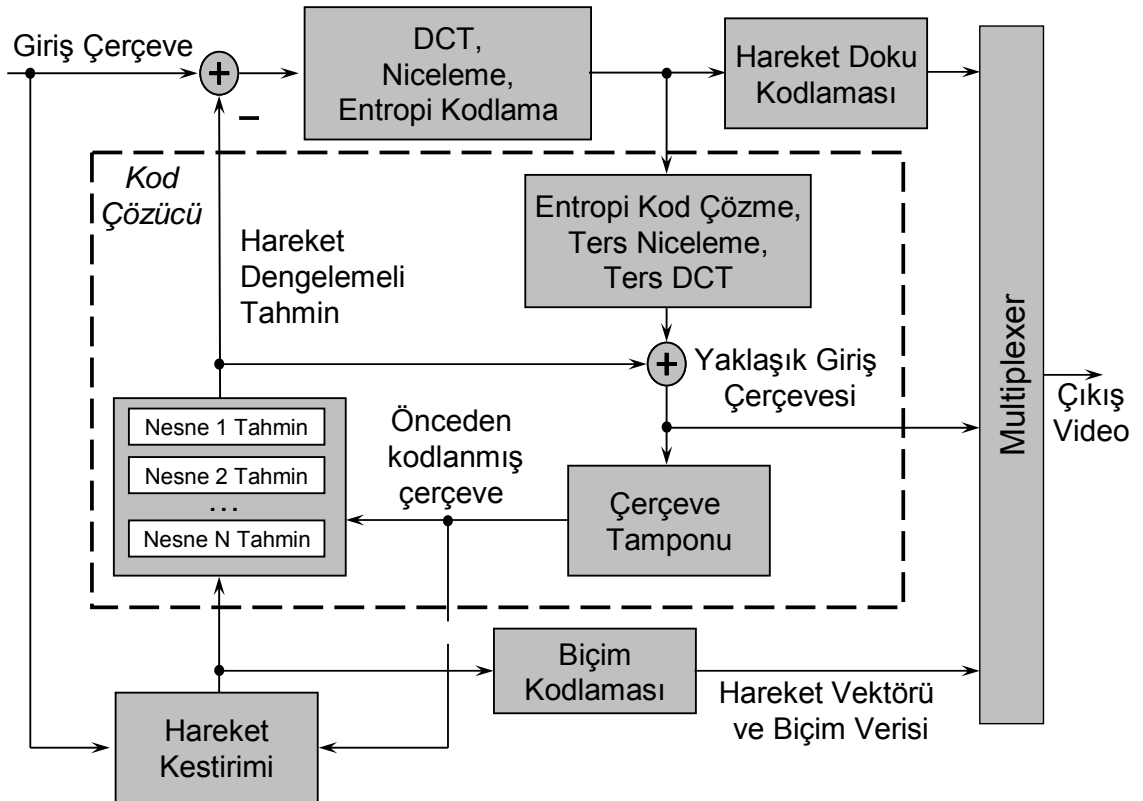 Giriş Çerçeve
+
–
DCT,
Niceleme,
Entropi Kodlama
Hareket Doku
Kodlaması
Kod
Çözücü
Hareket
Dengelemeli
Tahmin
Entropi Kod Çözme,
Ters Niceleme,
Ters DCT
+
Yaklaşık Giriş
Çerçevesi
Nesne 1 Tahmin
Nesne 2 Tahmin
...
Nesne N Tahmin
Önceden
kodlanmış
çerçeve
Çerçeve
Tamponu
Multiplexer
Çıkış
Video
Biçim
Kodlaması
Hareket Vektörü
ve Biçim Verisi
Hareket
Kestirimi